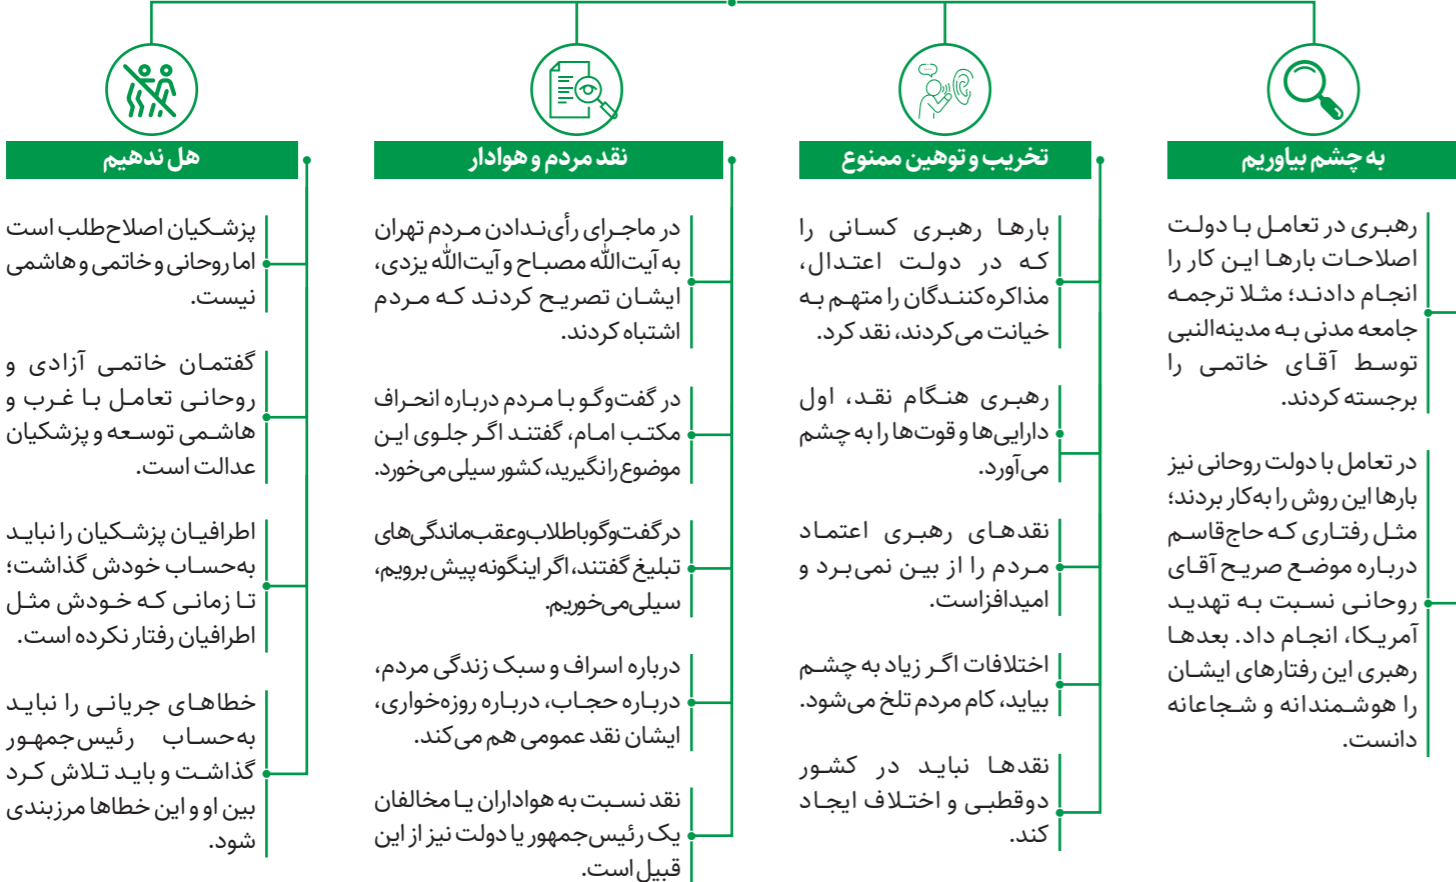 به چشم بیاوریم
رهبری در تعامل با دولت
اصلاحات بارها این کار را
انجام دادند؛ مثلا ترجمه
جامعه مدنی به مدینه‌النبی
توسط آقای خاتمی را
برجسته کردند.
در تعامل با دولت روحانی نیز
بارها این روش را به‌کار بردند؛
مثل رفتاری که حاج‌قاسم
درباره موضع صریح آقای
روحانی نسبت به تهدید
آمریکا، انجام داد. بعدها
رهبری این رفتارهای ایشان
را هوشمندانه و شجاعانه
دانست.
تخریب و توهین ممنوع
بارها رهبری کسانی را
که در دولت اعتدال،
مذاکره‌کنندگان را متهم به
خیانت می‌کردند، نقد کرد.
رهبری هنگام نقد، اول
دارایی‌ها و قوت‌ها را به چشم
می‌آورد.
نقدهای رهبری اعتماد
مردم را از بین نمی‌برد و
امیدافزاست.
اختلافات اگر زیاد به چشم
بیاید، کام مردم تلخ می‌شود.
نقدها نباید در کشور
دوقطبی و اختلاف ایجاد
کند.
نقد مردم و هوادار
در ماجرای رأی‌ندادن مردم تهران
به آیت‌الله مصباح و آیت‌الله یزدی،
ایشان تصریح کردند که مردم
اشتباه کردند.
در گفت‌وگو با مردم درباره انحراف
مکتب امام، گفتند اگر جلوی این
موضوع را نگیرید، کشور سیلی می‌خورد.
در گفت‌وگو با طلاب و عقب‌ماندگی‌های
تبلیغ گفتند، اگر اینگونه پیش برویم،
سیلی می‌خوریم.
درباره اسراف و سبک زندگی مردم،
درباره حجاب، درباره روزه‌خواری،
ایشان نقد عمومی هم می‌کند.
نقد نسبت به هواداران یا مخالفان
یک رئیس‌جمهور یا دولت نیز از این
قبیل است.
هل ندهیم
پزشکیان اصلاح‌طلب است
اما روحانی و خاتمی و هاشمی
نیست.
گفتمان خاتمی آزادی و
روحانی تعامل با غرب و
هاشمی توسعه و پزشکیان
عدالت است.
اطرافیان پزشکیان را نباید
به‌حساب خودش گذاشت؛
تا زمانی که خودش مثل
اطرافیان رفتار نکرده است.
خطاهای جریانی را نباید
به‌حساب رئیس‌جمهور
گذاشت و باید تلاش کرد
بین او و این خطاها مرزبندی
شود.